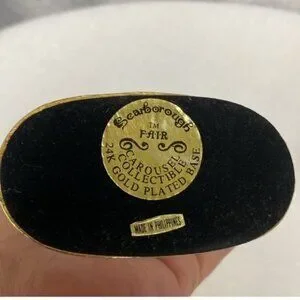 Scarborough
TM
FAIR
CAROUSEL
COLLECTIBLE
24K GOLD PLATED BASE
MADE IN PHILIPPINES